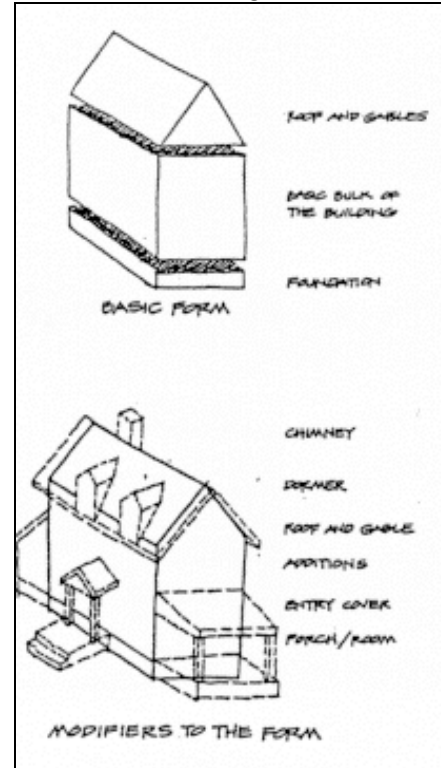 ROOF AND GABLES
BASIC BULK OF
THE BUILDING
FOUNDATION
BASIC FORM
CHIMNEY
DORMER
ROOF AND GABLE
ADDITIONS
ENTRY COVER
PORCH/ROOM
MODIFIERS TO THE FORM